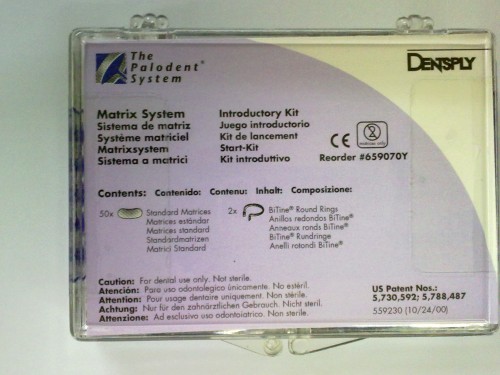 The
Palodent®
System
DENTSPLY
Matrix System
Sistema de matriz
Système matriciel
Matrixsystem
Sistema a matrici
Introductory Kit
Juego introductorio
Kit de lancement
Start-Kit
Kit introduttivo
CE
Reorder #659070Y
Contents: Contenido: Contenu: Inhalt: Composizione:
50x
Standard Matrices
Matrices estándar
Matrices standard
Standardmatrizen
Matrici Standard
2x
BiTine® Round Rings
Anillos redondos BiTine®
Anneaux ronds BiTine®
BiTine® Rundringe
Anelli rotondi BiTine®
Caution: For dental use only. Not sterile.
Atención: Para uso odontologico únicamente. No estéril.
Attention: Pour usage dentaire uniquement. Non stérile.
Achtung: Nur für den zahnärztlichen Gebrauch. Nicht steril.
Attenzione: Ad esclusivo uso odontoiatrico. Non sterile.
US Patent Nos.:
5,730,592; 5,788,487
559230 (10/24/00)